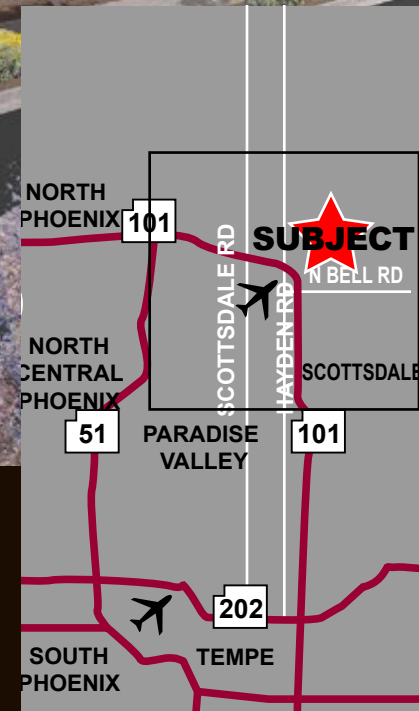 NORTH
PHOENIX
101
SCOTTSDALE RD
HAYDEN RD
SUBJECT
N BELL RD
NORTH
CENTRAL
PHOENIX
SCOTTSDALE
51
PARADISE
VALLEY
101
202
SOUTH
PHOENIX
TEMPE